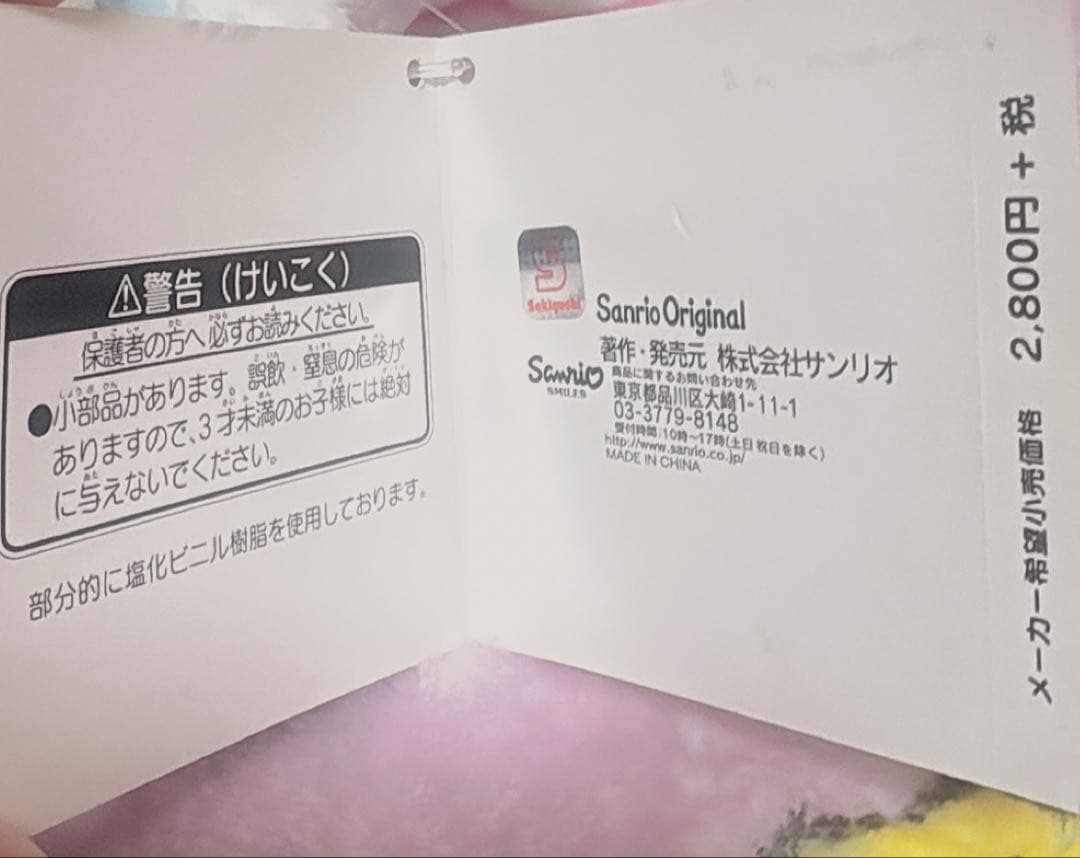 ⚠警告（けいこく）
保護者の方へ必ずお読みください。
●小部品があります。誤飲・窒息の危険が
ありますので、3才未満のお子様には絶対
に与えないでください。
部分的に塩化ビニル樹脂を使用しております。
Sekiguchi
Sanrio Original
著作・発売元 株式会社サンリオ
Sanrio
SMILES
商品に関するお問い合わせ先
東京都品川区大崎1-11-1
03-3779-8148
受付時間:10時〜17時(土日祝日を除く)
http://www.sanrio.co.jp/
MADE IN CHINA
メーカー希望小売価格 2,800円+税